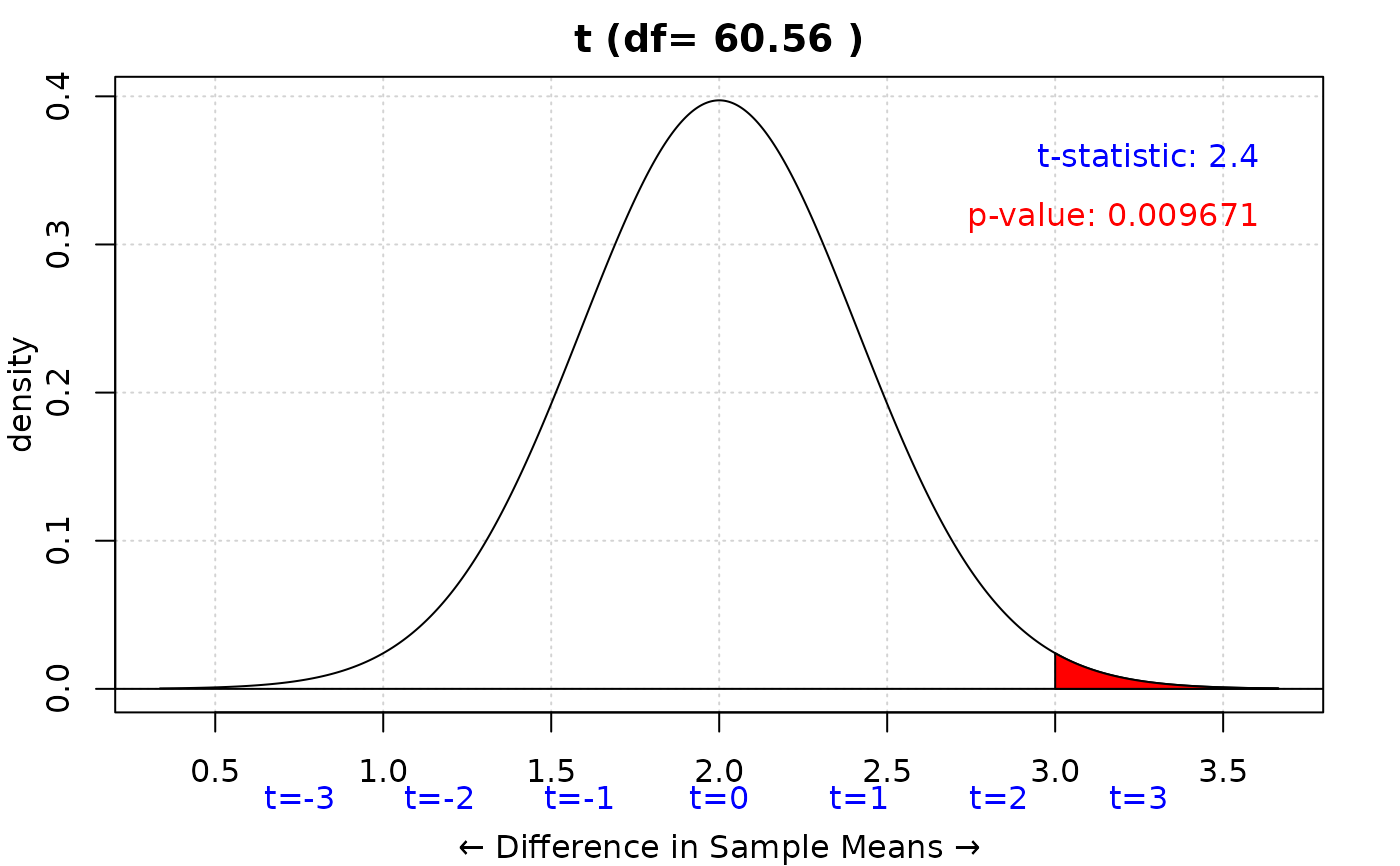 t (df= 60.56 )
t-statistic: 2.4
p-value: 0.009671
density
0.4
0.3
0.2
0.1
0.0
0.5 1.0 1.5 2.0 2.5 3.0 3.5
t=-3 t=-2 t=-1 t=0 t=1 t=2 t=3
← Difference in Sample Means →